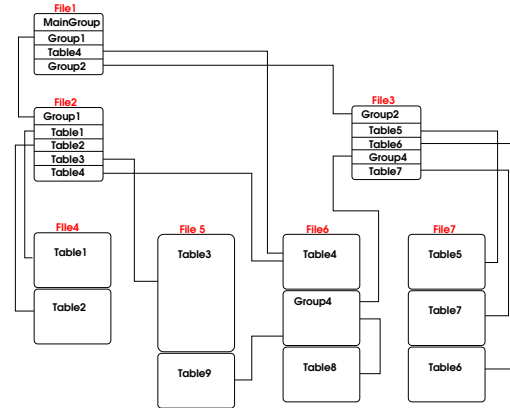 File1
MainGroup
Group1
Table4
Group2
File2
Group1
Table1
Table2
Table3
Table4
File3
Group2
Table5
Table6
Group4
Table7
File4
Table1
Table2
File 5
Table3
Table9
File6
Table4
Group4
Table8
File7
Table5
Table7
Table6